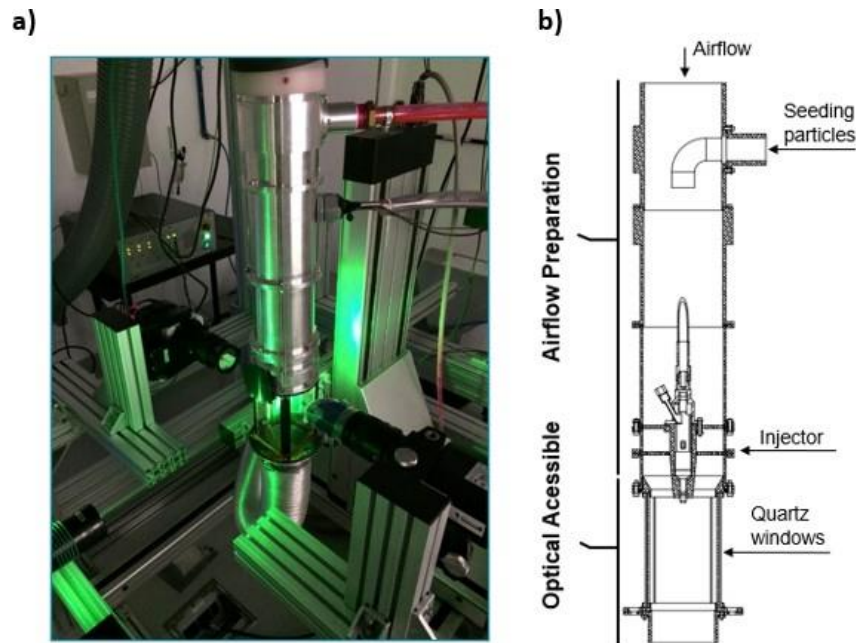 a)
b)
Airflow
Seeding
particles
Airflow Preparation
Injector
Optical Acessible
Quartz
windows